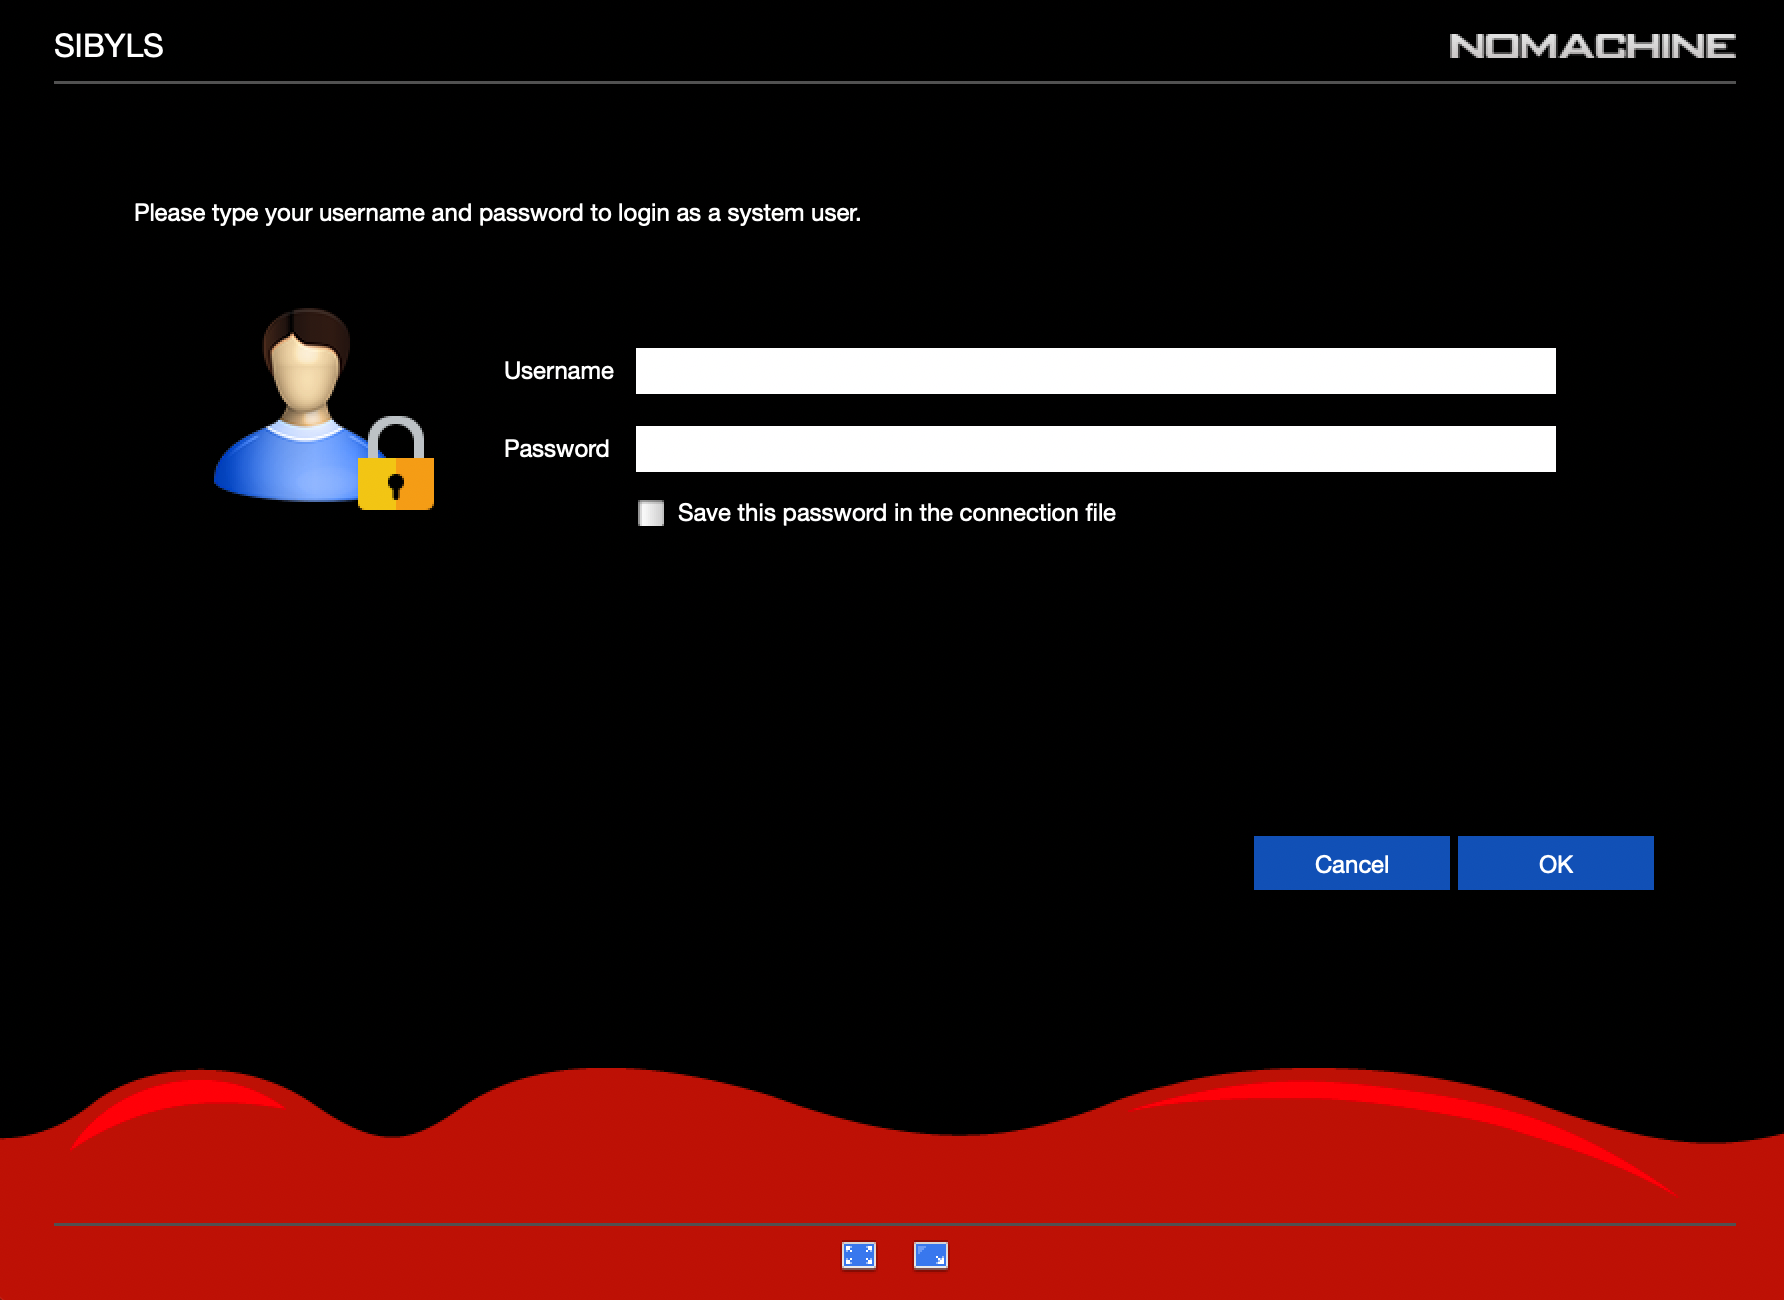 SIBYLS
NOMACHINE
Please type your username and password to login as a system user.
Username
Password
Save this password in the connection file
Cancel
OK